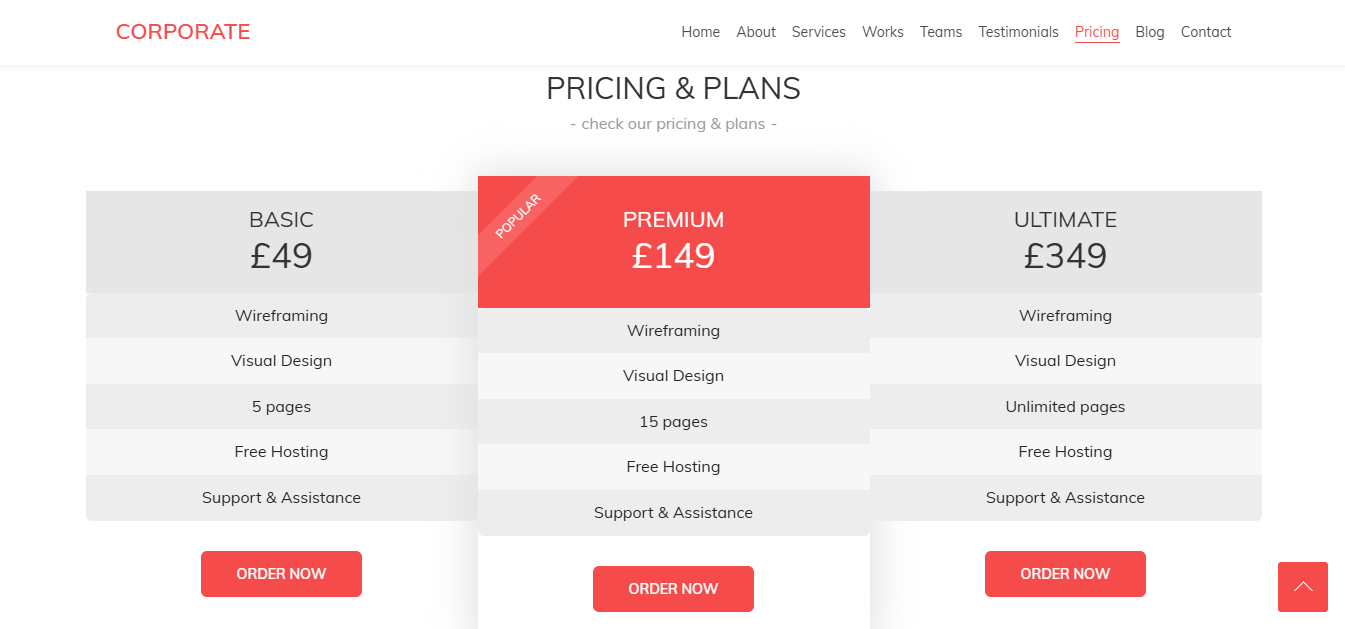 CORPORATE
Home About Services Works Teams Testimonials Pricing Blog Contact
PRICING & PLANS
- check our pricing & plans -
BASIC
£49
Wireframing
Visual Design
5 pages
Free Hosting
Support & Assistance
ORDER NOW
POPULAR
PREMIUM
£149
Wireframing
Visual Design
15 pages
Free Hosting
Support & Assistance
ORDER NOW
ULTIMATE
£349
Wireframing
Visual Design
Unlimited pages
Free Hosting
Support & Assistance
ORDER NOW